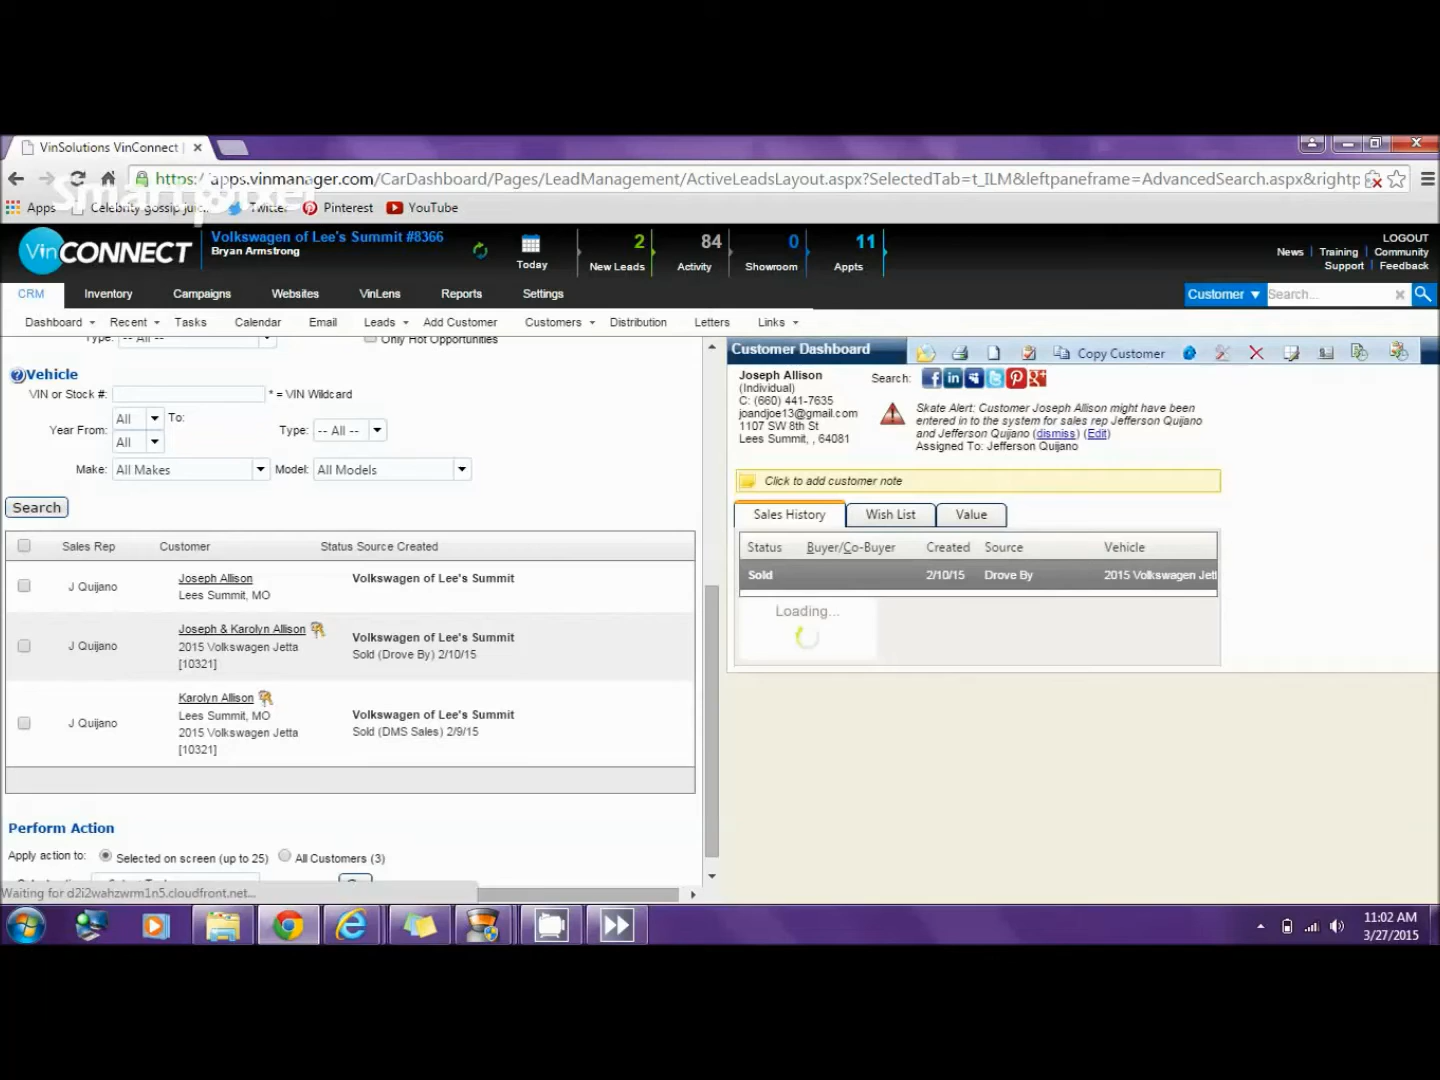 VinSolutions VinConnect |
https://apps.vinmanager.com/CarDashboard/Pages/LeadManagement/ActiveLeadsLayout.aspx?SelectedTab=t_ILM&leftpaneframe=AdvancedSearch.aspx&rightp
Apps Celebrity gossip juic Twitter Pinterest YouTube
VinCONNECT
Volkswagen of Lee's Summit #8366
Bryan Armstrong
Today
2 New Leads
84 Activity
0 Showroom
11 Appts
LOGOUT
News | Training | Community
Support | Feedback
CRM Inventory Campaigns Websites VinLens Reports Settings
Customer Search...
Dashboard Recent Tasks Calendar Email Leads Add Customer Customers Distribution Letters Links
Type: -- All -- Only Hot Opportunities
Vehicle
VIN or Stock #: * = VIN Wildcard
Year From: All To: All Type: -- All --
Make: All Makes Model: All Models
Search
Sales Rep Customer Status Source Created
J Quijano Joseph Allison Volkswagen of Lee's Summit
Lees Summit, MO
J Quijano Joseph & Karolyn Allison Volkswagen of Lee's Summit
2015 Volkswagen Jetta Sold (Drove By) 2/10/15
[10321]
J Quijano Karolyn Allison Volkswagen of Lee's Summit
Lees Summit, MO
2015 Volkswagen Jetta Sold (DMS Sales) 2/9/15
[10321]
Perform Action
Apply action to: Selected on screen (up to 25) All Customers (3)
Waiting for d2i2wahzwrm1n5.cloudfront.net...
Customer Dashboard Copy Customer
Joseph Allison
(Individual)
C: (660) 441-7635
joandjoe13@gmail.com
1107 SW 8th St
Lees Summit, , 64081
Search:
Skate Alert: Customer Joseph Allison might have been
entered in to the system for sales rep Jefferson Quijano
and Jefferson Quijano (dismiss) (Edit)
Assigned To: Jefferson Quijano
Click to add customer note
Sales History Wish List Value
Status Buyer/Co-Buyer Created Source Vehicle
Sold 2/10/15 Drove By 2015 Volkswagen Jett
Loading...
11:02 AM
3/27/2015